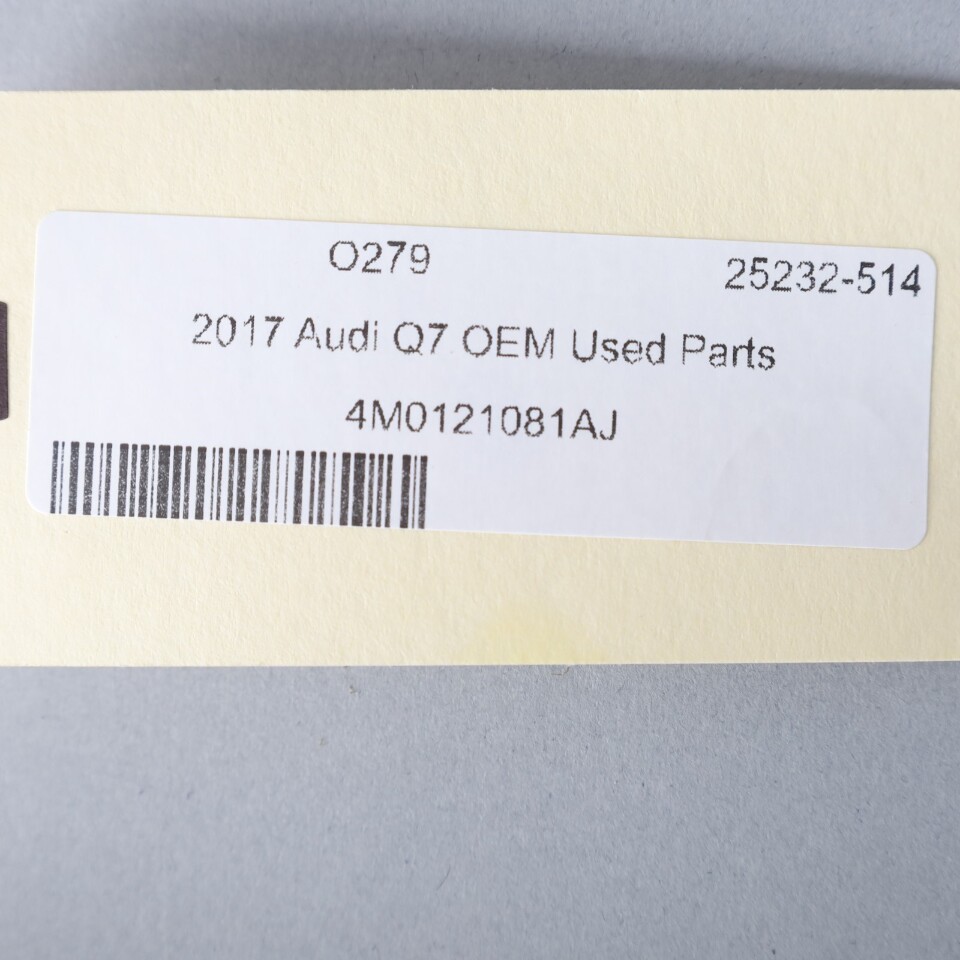 O279 25232-514
2017 Audi Q7 OEM Used Parts
4M0121081AJ